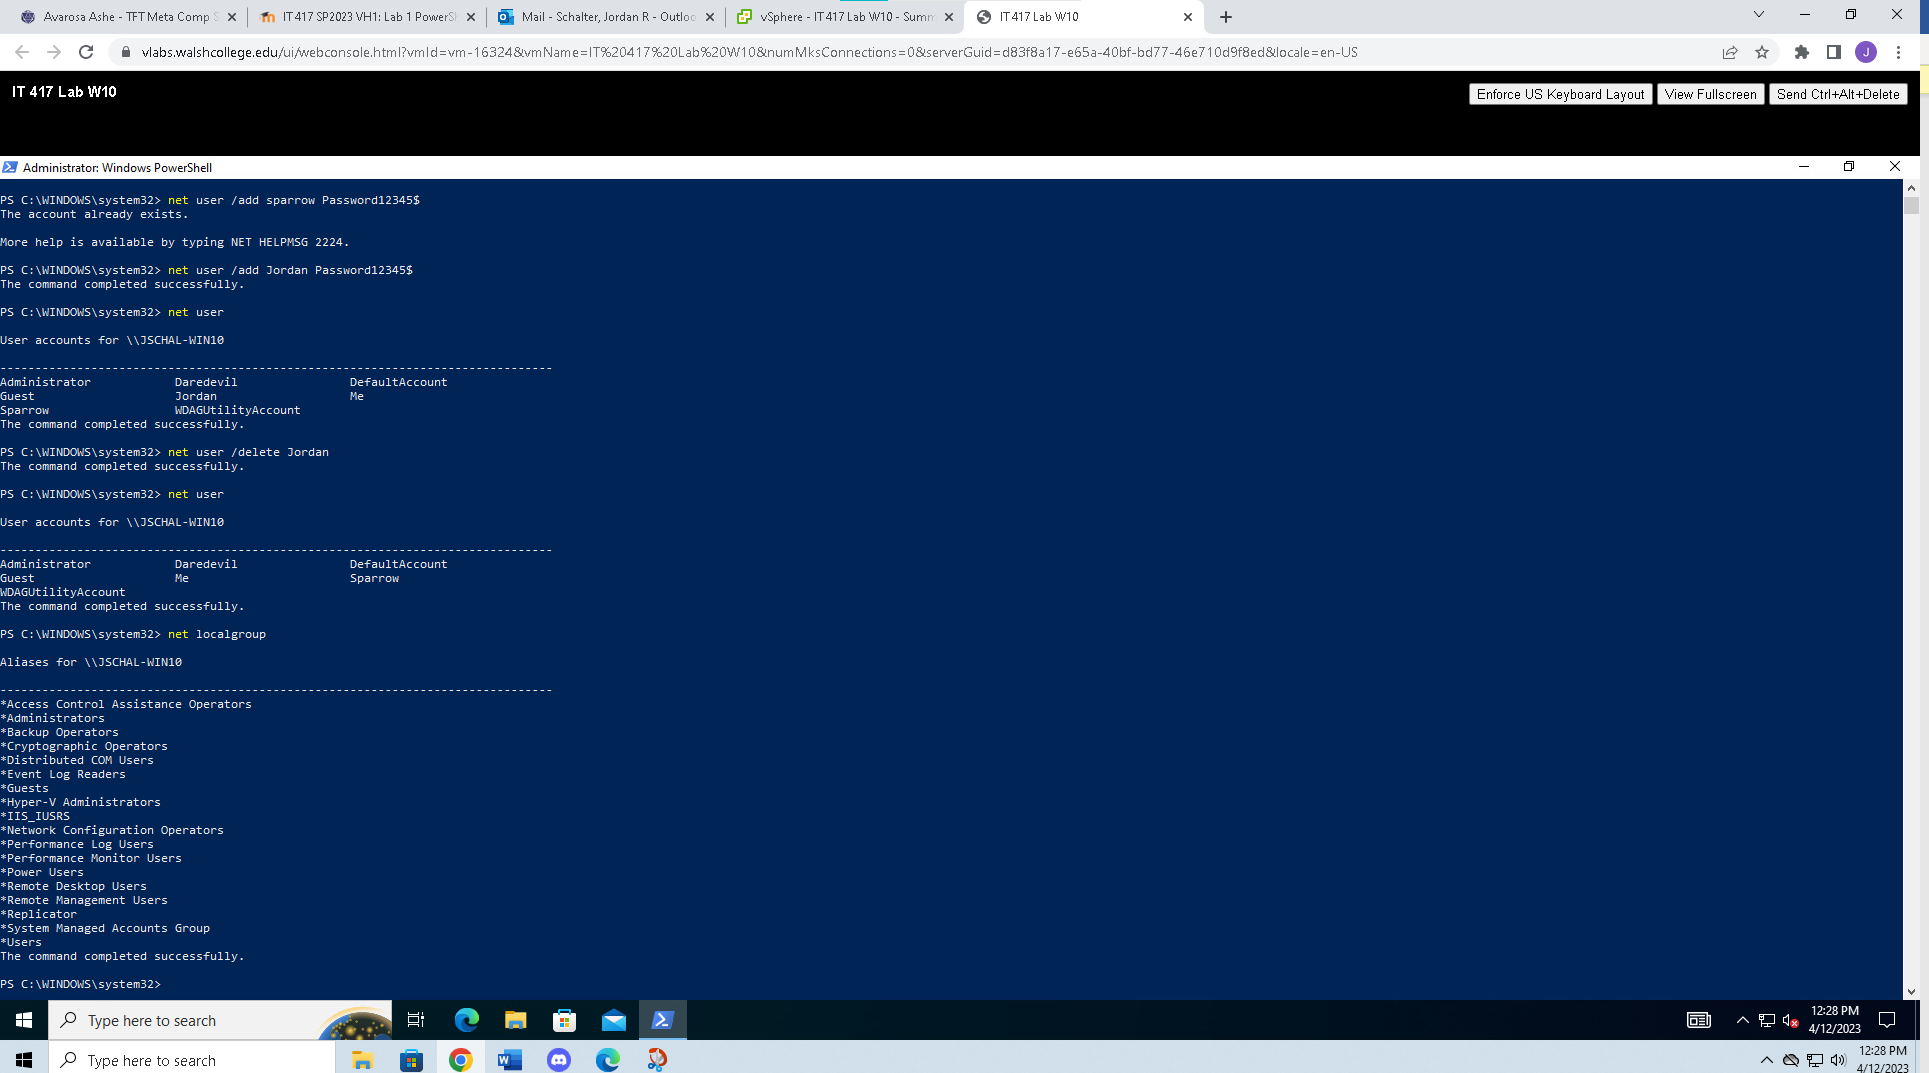 Avarosa Ashe - TFT Meta Comp S
IT417 SP2023 VH1: Lab 1 PowerSh
Mail - Schalter, Jordan R - Outloo
vSphere - IT 417 Lab W10 - Summ
IT 417 Lab W10
vlabs.walshcollege.edu/ui/webconsole.html?vmId=vm-16324&vmName=IT%20417%20Lab%20W10&numMksConnections=0&serverGuid=d83f8a17-e65a-40bf-bd77-46e710d9f8ed&locale=en-US
J
IT 417 Lab W10
Enforce US Keyboard Layout
View Fullscreen
Send Ctrl+Alt+Delete
Administrator: Windows PowerShell
PS C:\WINDOWS\system32> net user /add sparrow Password12345$
The account already exists.
More help is available by typing NET HELPMSG 2224.
PS C:\WINDOWS\system32> net user /add Jordan Password12345$
The command completed successfully.
PS C:\WINDOWS\system32> net user
User accounts for \\JSCHAL-WIN10
-------------------------------------------------------------------------------
Administrator Daredevil DefaultAccount
Guest Jordan Me
Sparrow WDAGUtilityAccount
The command completed successfully.
PS C:\WINDOWS\system32> net user /delete Jordan
The command completed successfully.
PS C:\WINDOWS\system32> net user
User accounts for \\JSCHAL-WIN10
-------------------------------------------------------------------------------
Administrator Daredevil DefaultAccount
Guest Me Sparrow
WDAGUtilityAccount
The command completed successfully.
PS C:\WINDOWS\system32> net localgroup
Aliases for \\JSCHAL-WIN10
-------------------------------------------------------------------------------
*Access Control Assistance Operators
*Administrators
*Backup Operators
*Cryptographic Operators
*Distributed COM Users
*Event Log Readers
*Guests
*Hyper-V Administrators
*IIS_IUSRS
*Network Configuration Operators
*Performance Log Users
*Performance Monitor Users
*Power Users
*Remote Desktop Users
*Remote Management Users
*Replicator
*System Managed Accounts Group
*Users
The command completed successfully.
PS C:\WINDOWS\system32>
Type here to search
12:28 PM
4/12/2023
Type here to search
12:28 PM
4/12/2023